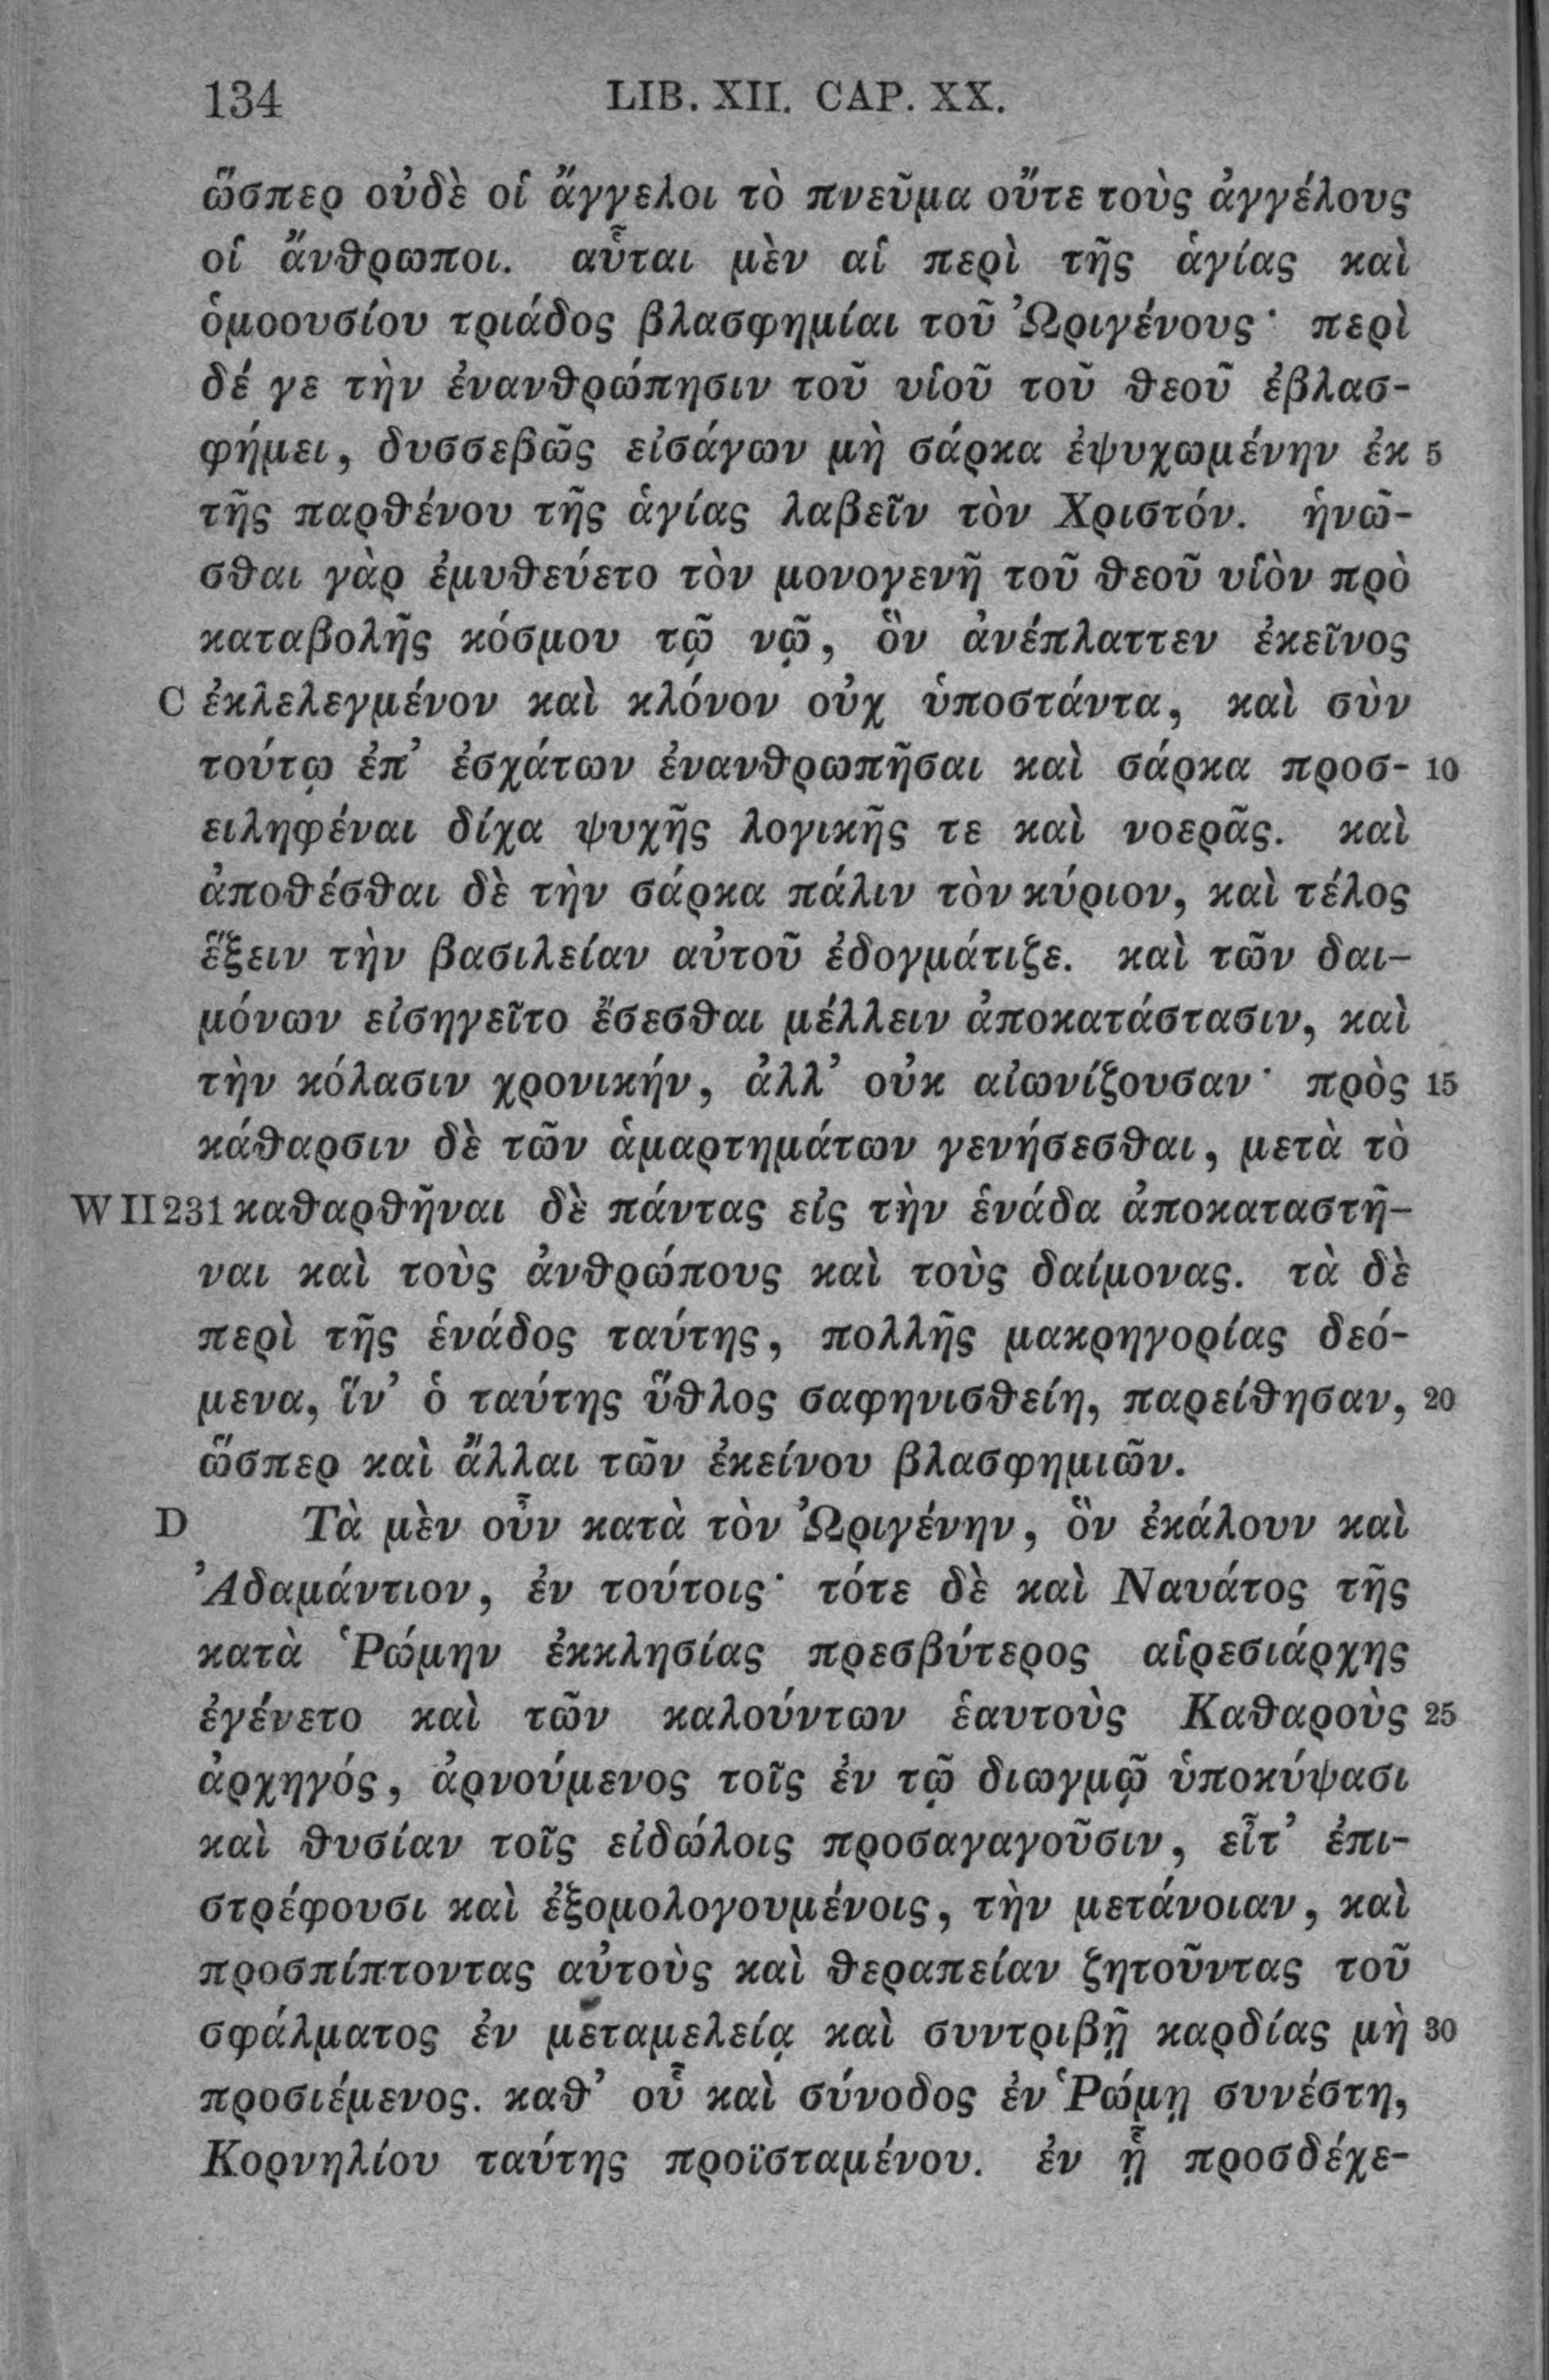 134 LIB. XII. CAP. XX.
ὥσπερ οὐδὲ οἱ ἄγγελοι τὸ πνεῦμα οὔτε τοὺς ἀγγέλους
οἱ ἄνθρωποι. αὗται μὲν αἱ περὶ τῆς ἁγίας καὶ
ὁμοουσίου τριάδος βλασφημίαι τοῦ Ὠριγένους· περὶ
δέ γε τὴν ἐνανθρώπησιν τοῦ υἱοῦ τοῦ θεοῦ ἐβλασ-
φήμει, δυσσεβῶς εἰσάγων μὴ σάρκα ἐψυχωμένην ἐκ 5
τῆς παρθένου τῆς ἁγίας λαβεῖν τὸν Χριστόν. ἡνῶ-
σθαι γὰρ ἐμυθεύετο τὸν μονογενῆ τοῦ θεοῦ υἱὸν πρὸ
καταβολῆς κόσμου τῷ νῷ, ὃν ἀνέπλαττεν ἐκεῖνος
C ἐκλελεγμένον καὶ κλόνον οὐχ ὑποστάντα, καὶ σὺν
τούτῳ ἐπ’ ἐσχάτων ἐνανθρωπῆσαι καὶ σάρκα προσ- 10
ειληφέναι δίχα ψυχῆς λογικῆς τε καὶ νοερᾶς. καὶ
ἀποθέσθαι δὲ τὴν σάρκα πάλιν τὸν κύριον, καὶ τέλος
ἕξειν τὴν βασιλείαν αὐτοῦ ἐδογμάτιζε. καὶ τῶν δαι-
μόνων εἰσηγεῖτο ἔσεσθαι μέλλειν ἀποκατάστασιν, καὶ
τὴν κόλασιν χρονικήν, ἀλλ’ οὐκ αἰωνίζουσαν· πρὸς 15
κάθαρσιν δὲ τῶν ἁμαρτημάτων γενήσεσθαι, μετὰ τὸ
W II 231 καθαρθῆναι δὲ πάντας εἰς τὴν ἑνάδα ἀποκαταστῆ-
ναι καὶ τοὺς ἀνθρώπους καὶ τοὺς δαίμονας. τὰ δὲ
περὶ τῆς ἑνάδος ταύτης, πολλῆς μακρηγορίας δεό-
μενα, ἵν’ ὁ ταύτης ὕθλος σαφηνισθείη, παρείθησαν, 20
ὥσπερ καὶ ἄλλαι τῶν ἐκείνου βλασφημιῶν.
D Τὰ μὲν οὖν κατὰ τὸν Ὠριγένην, ὃν ἐκάλουν καὶ
Ἀδαμάντιον, ἐν τούτοις· τότε δὲ καὶ Ναυάτος τῆς
κατὰ Ῥώμην ἐκκλησίας πρεσβύτερος αἱρεσιάρχης
ἐγένετο καὶ τῶν καλούντων ἑαυτοὺς Καθαροὺς 25
ἀρχηγός, ἀρνούμενος τοῖς ἐν τῷ διωγμῷ ὑποκύψασι
καὶ θυσίαν τοῖς εἰδώλοις προσαγαγοῦσιν, εἶτ’ ἐπι-
στρέφουσι καὶ ἐξομολογουμένοις, τὴν μετάνοιαν, καὶ
προσπίπτοντας αὐτοὺς καὶ θεραπείαν ζητοῦντας τοῦ
σφάλματος ἐν μεταμελείᾳ καὶ συντριβῇ καρδίας μὴ 30
προσιέμενος. καθ’ οὗ καὶ σύνοδος ἐν Ῥώμῃ συνέστη,
Κορνηλίου ταύτης προϊσταμένου. ἐν ᾗ προσδέχε-